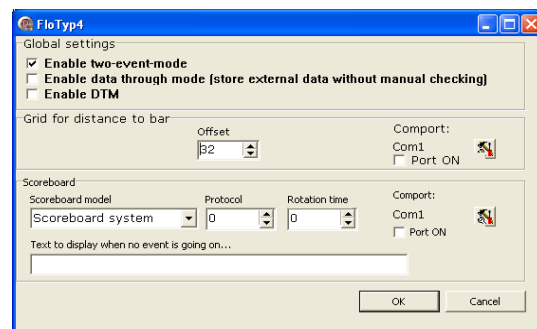 FloTyp4
Global settings
Enable two-event-mode
Enable data through mode (store external data without manual checking)
Enable DTM
Grid for distance to bar
Offset
32
Comport:
Com1
Port ON
Scoreboard
Scoreboard model
Protocol
Rotation time
Comport:
Scoreboard system
0
0
Com1
Port ON
Text to display when no event is going on...
OK
Cancel